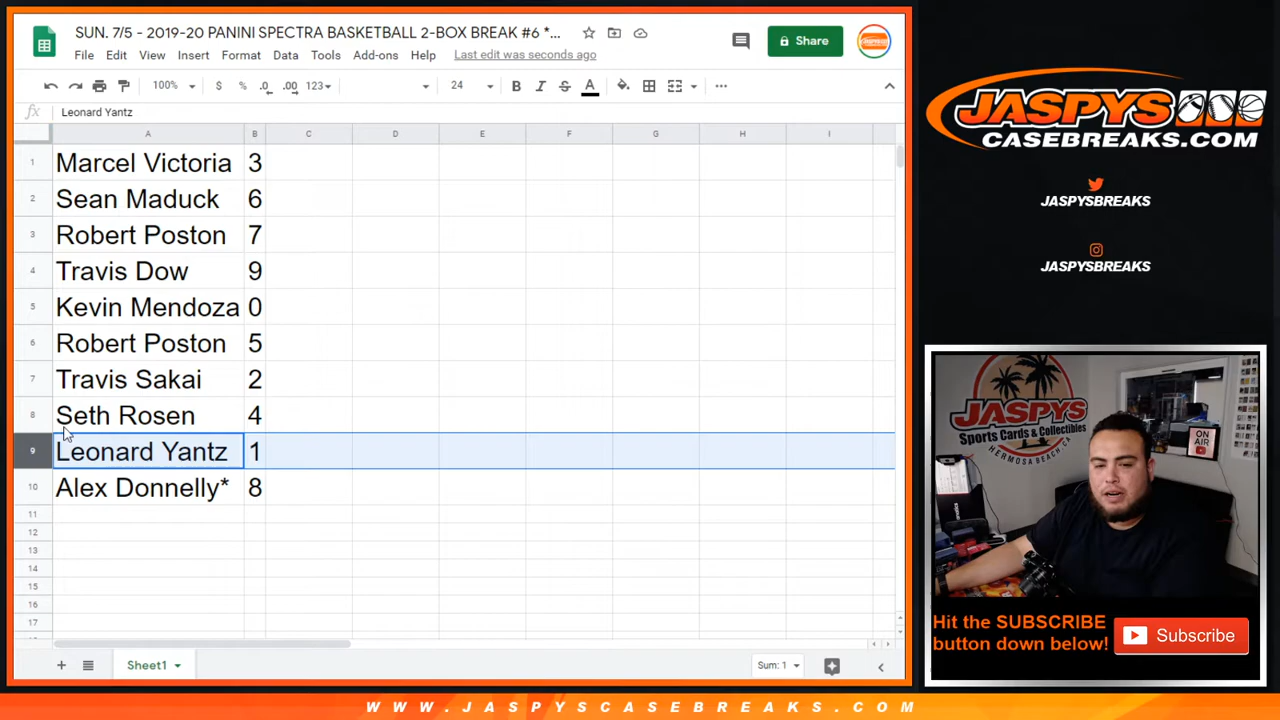 SUN. 7/5 - 2019-20 PANINI SPECTRA BASKETBALL 2-BOX BREAK #6 *...
File Edit View Insert Format Data Tools Add-ons Help Last edit was seconds ago
Share
100% $ % .0 .00 123 24 B I S A
fx Leonard Yantz
A B C D E F G H I
1 Marcel Victoria 3
2 Sean Maduck 6
3 Robert Poston 7
4 Travis Dow 9
5 Kevin Mendoza 0
6 Robert Poston 5
7 Travis Sakai 2
8 Seth Rosen 4
9 Leonard Yantz 1
10 Alex Donnelly* 8
11
12
13
14
15
16
17
Sheet1
Sum: 1
JASPYS
CASEBREAKS.COM
JASPYSBREAKS
JASPYSBREAKS
JASPYS
Sports Cards & Collectibles
HERMOSA BEACH, CA
ON AIR
Hit the SUBSCRIBE
button down below!
Subscribe
WWW.JASPYSCASEBREAKS.COM